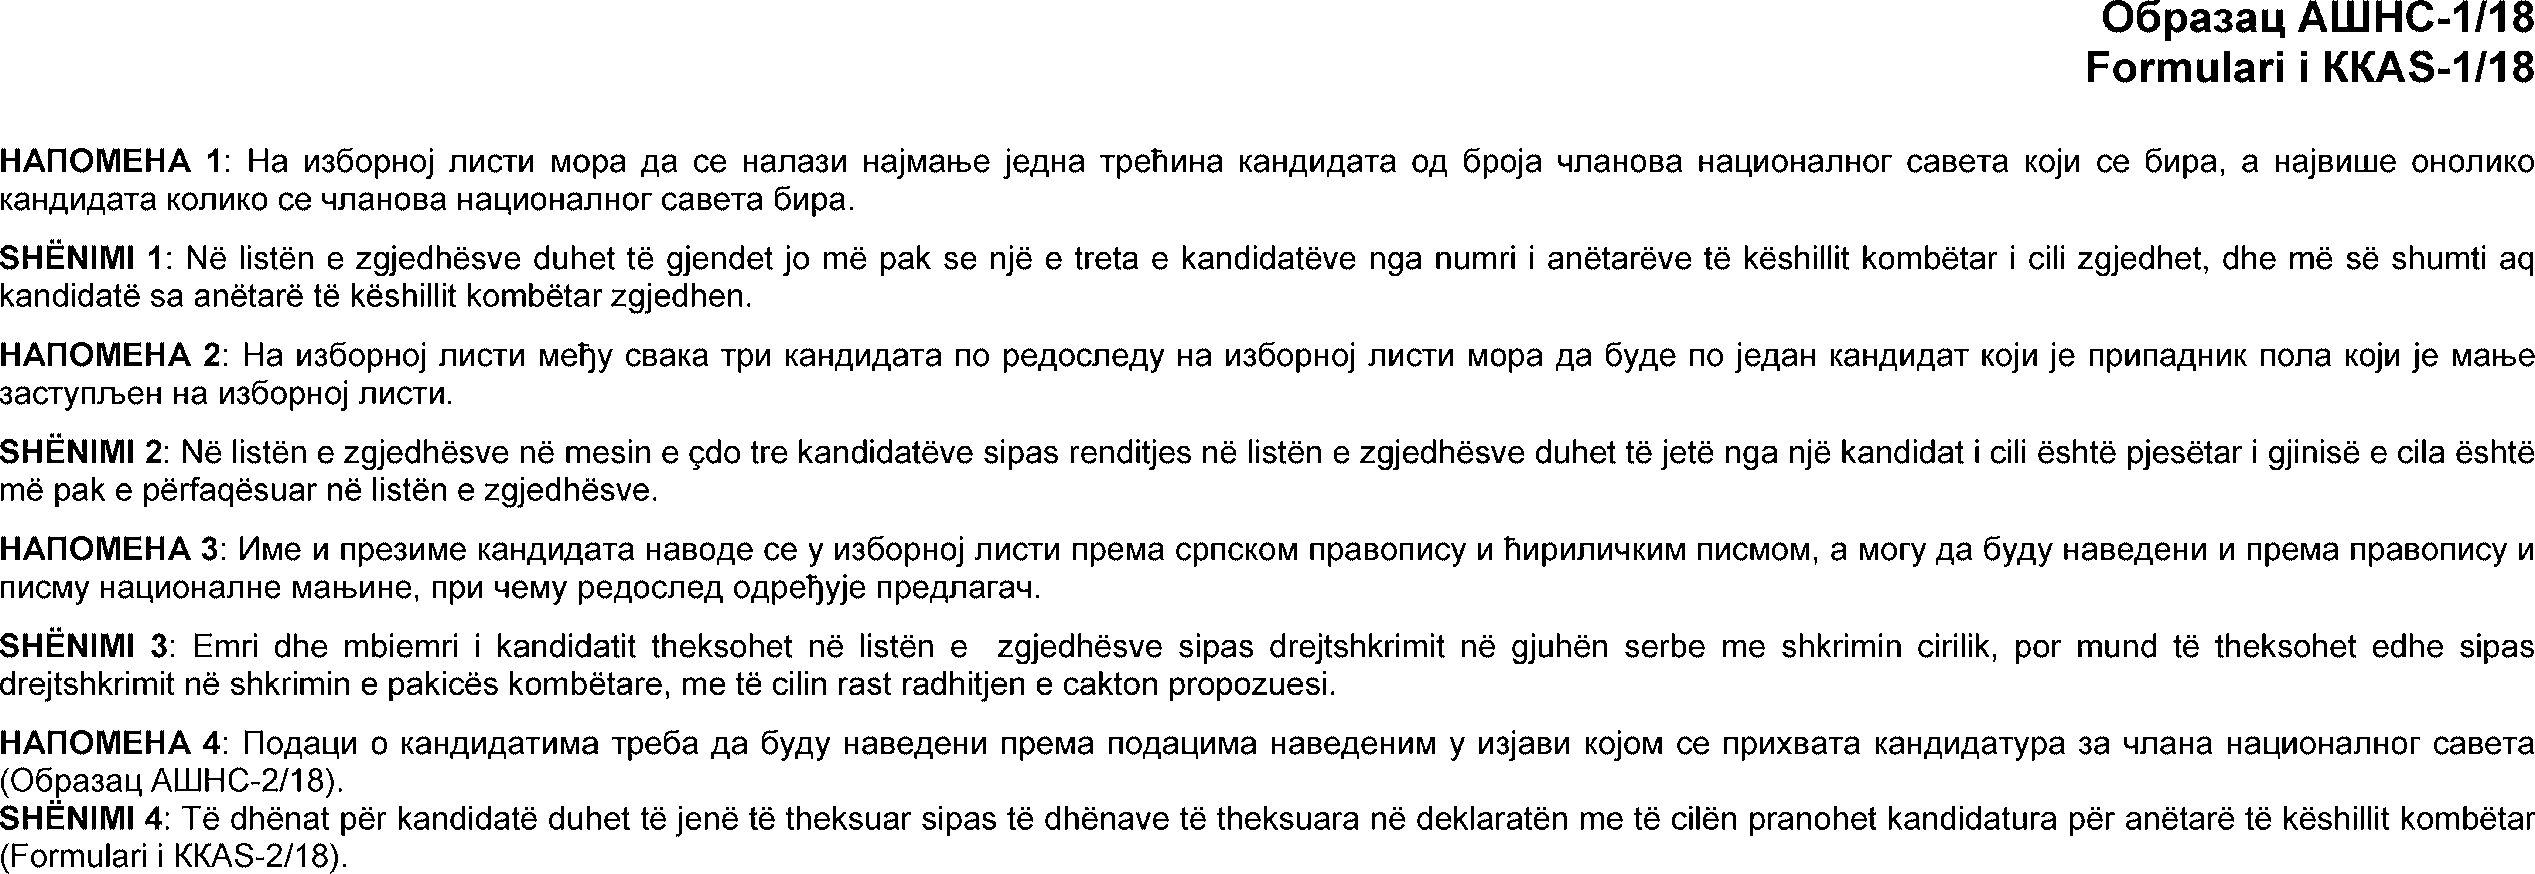 Образац АШНС-1/18
Formulari i KKAS-1/18
НАПОМЕНА 1: На изборној листи мора да се налази најмање једна трећина кандидата од броја чланова националног савета који се бира, а највише онолико
кандидата колико се чланова националног савета бира.
SHËNIMI 1: Në listën e zgjedhësve duhet të gjendet jo më pak se një e treta e kandidatëve nga numri i anëtarëve të këshillit kombëtar i cili zgjedhet, dhe më së shumti aq
kandidatë sa anëtarë të këshillit kombëtar zgjedhen.
НАПОМЕНА 2: На изборној листи међу свака три кандидата по редоследу на изборној листи мора да буде по један кандидат који је припадник пола који је мање
заступљен на изборној листи.
SHËNIMI 2: Në listën e zgjedhësve në mesin e çdo tre kandidatëve sipas renditjes në listën e zgjedhësve duhet të jetë nga një kandidat i cili është pjesëtar i gjinisë e cila është
më pak e përfaqësuar në listën e zgjedhësve.
НАПОМЕНА 3: Име и презиме кандидата наводе се у изборној листи према српском правопису и ћириличким писмом, а могу да буду наведени и према правопису и
писму националне мањине, при чему редослед одређује предлагач.
SHËNIMI 3: Emri dhe mbiemri i kandidatit theksohet në listën e  zgjedhësve sipas drejtshkrimit në gjuhën serbe me shkrimin cirilik, por mund të theksohet edhe sipas
drejtshkrimit në shkrimin e pakicës kombëtare, me të cilin rast radhitjen e cakton propozuesi.
НАПОМЕНА 4: Подаци о кандидатима треба да буду наведени према подацима наведеним у изјави којом се прихвата кандидатура за члана националног савета
(Образац АШНС-2/18).
SHËNIMI 4: Të dhënat për kandidatë duhet të jenë të theksuar sipas të dhënave të theksuara në deklaratën me të cilën pranohet kandidatura për anëtarë të këshillit kombëtar
(Formulari i KKAS-2/18).